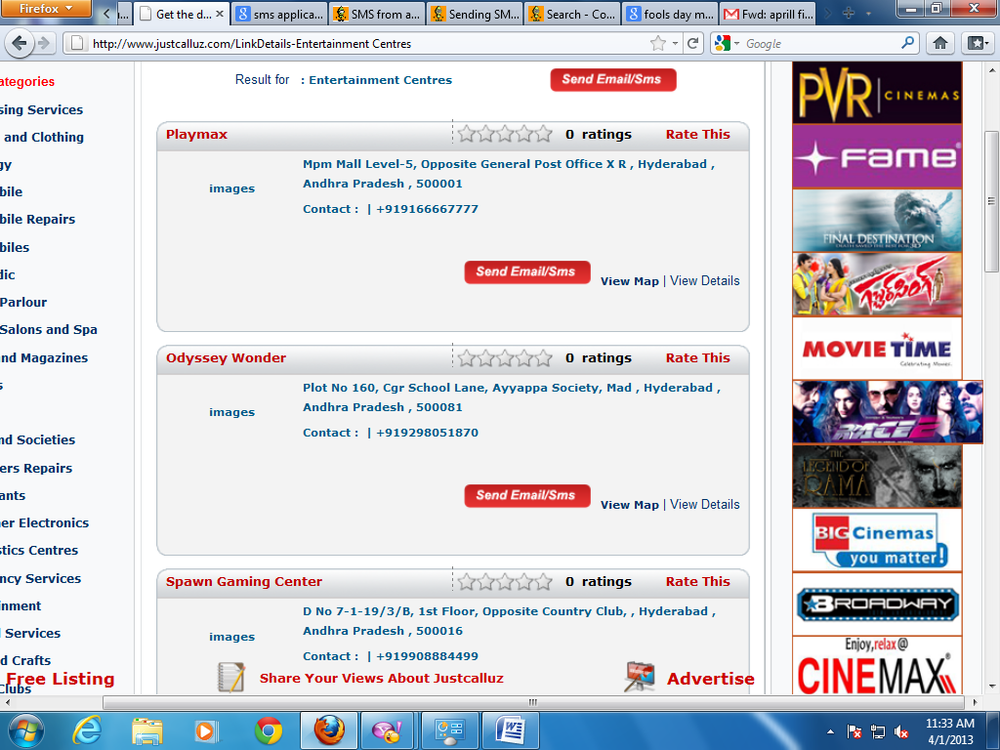 Firefox
...
Get the d...
sms applica...
SMS from a...
Sending SM...
Search - Co...
fools day m...
Fwd: aprill fi...
http://www.justcalluz.com/LinkDetails-Entertainment Centres
Google
ategories
sing Services
and Clothing
gy
bile
bile Repairs
biles
dic
Parlour
Salons and Spa
nd Magazines
s
nd Societies
ers Repairs
ants
er Electronics
stics Centres
ncy Services
inment
l Services
d Crafts
Clubs
Free Listing
Result for : Entertainment Centres
Send Email/Sms
Playmax
0 ratings
Rate This
images
Mpm Mall Level-5, Opposite General Post Office X R , Hyderabad ,
Andhra Pradesh , 500001
Contact : | +919166667777
Send Email/Sms
View Map | View Details
Odyssey Wonder
0 ratings
Rate This
images
Plot No 160, Cgr School Lane, Ayyappa Society, Mad , Hyderabad ,
Andhra Pradesh , 500081
Contact : | +919298051870
Send Email/Sms
View Map | View Details
Spawn Gaming Center
0 ratings
Rate This
images
D No 7-1-19/3/B, 1st Floor, Opposite Country Club, , Hyderabad ,
Andhra Pradesh , 500016
Contact : | +919908884499
Share Your Views About Justcalluz
Advertise
PVR CINEMAS
FAME
FINAL DESTINATION
గబ్బర్ సింగ్
MOVIE TIME
Celebrating Movies.
RACE 2
THE
LEGEND OF
RAMA
BIG Cinemas
you matter!
BROADWAY
Enjoy,relax@
CINEMAX
11:33 AM
4/1/2013